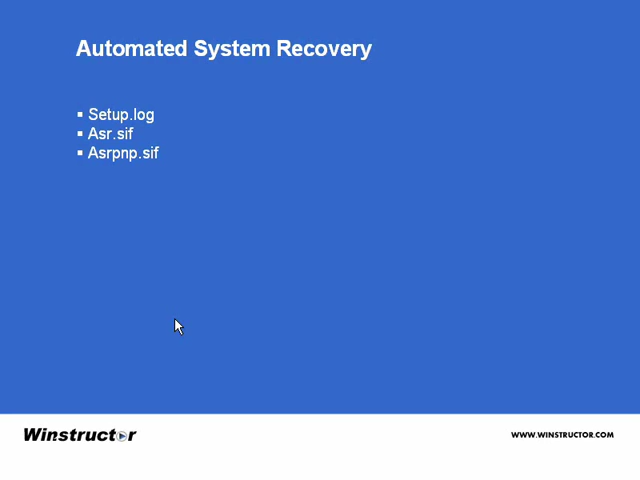 Automated System Recovery
▪ Setup.log
▪ Asr.sif
▪ Asrpnp.sif
Winstructor
WWW.WINSTRUCTOR.COM